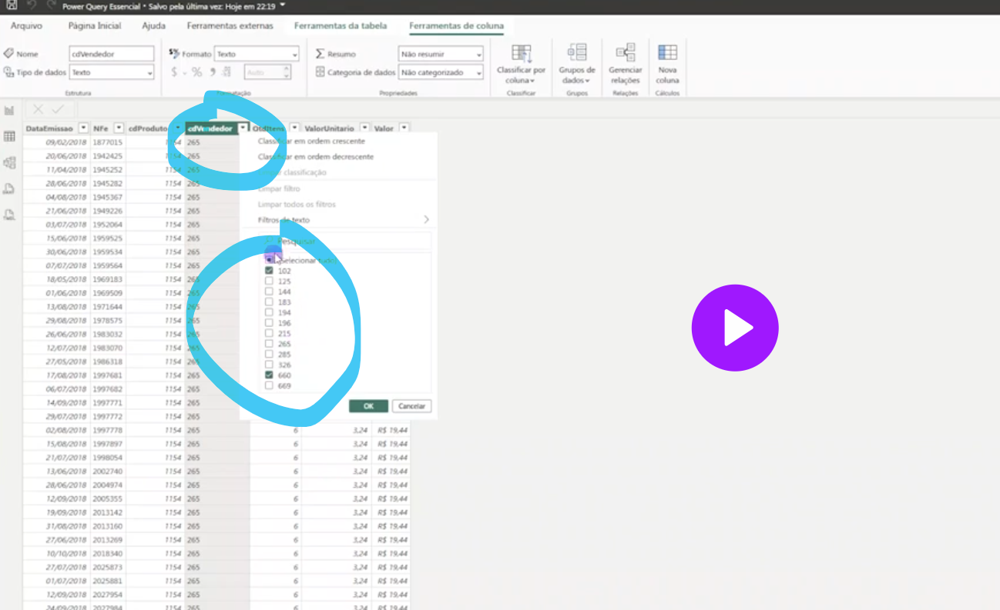 Power Query Essencial • Salvo pela última vez: Hoje em 22:19
Arquivo Página Inicial Ajuda Ferramentas externas Ferramentas da tabela Ferramentas de coluna
Nome cdVendedor Formato Texto Resumo Não resumir Classificar por coluna Grupos de dados Gerenciar relações Nova coluna
Tipo de dados Texto $ % Auto Categoria de dados Não categorizado
Estrutura Formatação Propriedades Classificar Grupos Relações Cálculos
DataEmissao NFe cdProduto cdVendedor QtdItens ValorUnitario Valor
09/02/2018 1877015 1154 265
20/06/2018 1942425 1154 265
11/04/2018 1945252 1154 265
28/06/2018 1945282 1154 265
04/08/2018 1945367 1154 265
21/06/2018 1949226 1154 265
03/07/2018 1952064 1154 265
15/06/2018 1959525 1154 265
30/06/2018 1959534 1154 265
07/07/2018 1959564 1154 265
18/05/2018 1969183 1154 265
01/06/2018 1969509 1154 265
13/08/2018 1971644 1154 265
29/08/2018 1978575 1154 265
26/06/2018 1983032 1154 265
12/07/2018 1983070 1154 265
27/05/2018 1986318 1154 265
17/08/2018 1997681 1154 265
06/07/2018 1997682 1154 265
14/09/2018 1997771 1154 265
29/07/2018 1997772 1154 265
02/08/2018 1997778 1154 265 6 3,24 R$ 19,44
15/08/2018 1997897 1154 265 6 3,24 R$ 19,44
21/07/2018 1998054 1154 265 6 3,24 R$ 19,44
13/06/2018 2002740 1154 265 6 3,24 R$ 19,44
28/06/2018 2004974 1154 265 6 3,24 R$ 19,44
12/09/2018 2005355 1154 265 6 3,24 R$ 19,44
19/09/2018 2013142 1154 265 6 3,24 R$ 19,44
31/08/2018 2013160 1154 265 6 3,24 R$ 19,44
27/06/2018 2013269 1154 265 6 3,24 R$ 19,44
10/10/2018 2018340 1154 265 6 3,24 R$ 19,44
27/07/2018 2025873 1154 265 6 3,24 R$ 19,44
01/07/2018 2025881 1154 265 6 3,24 R$ 19,44
12/09/2018 2027954 1154 265 6 3,24 R$ 19,44
24/09/2018 2027984 1154 265 6 3,24 R$ 19,44
Classificar em ordem crescente
Classificar em ordem decrescente
Limpar classificação
Limpar filtro
Limpar todos os filtros
Filtros de texto
Pesquisar
Selecionar tudo
102
125
144
183
194
196
215
265
285
326
660
669
OK Cancelar